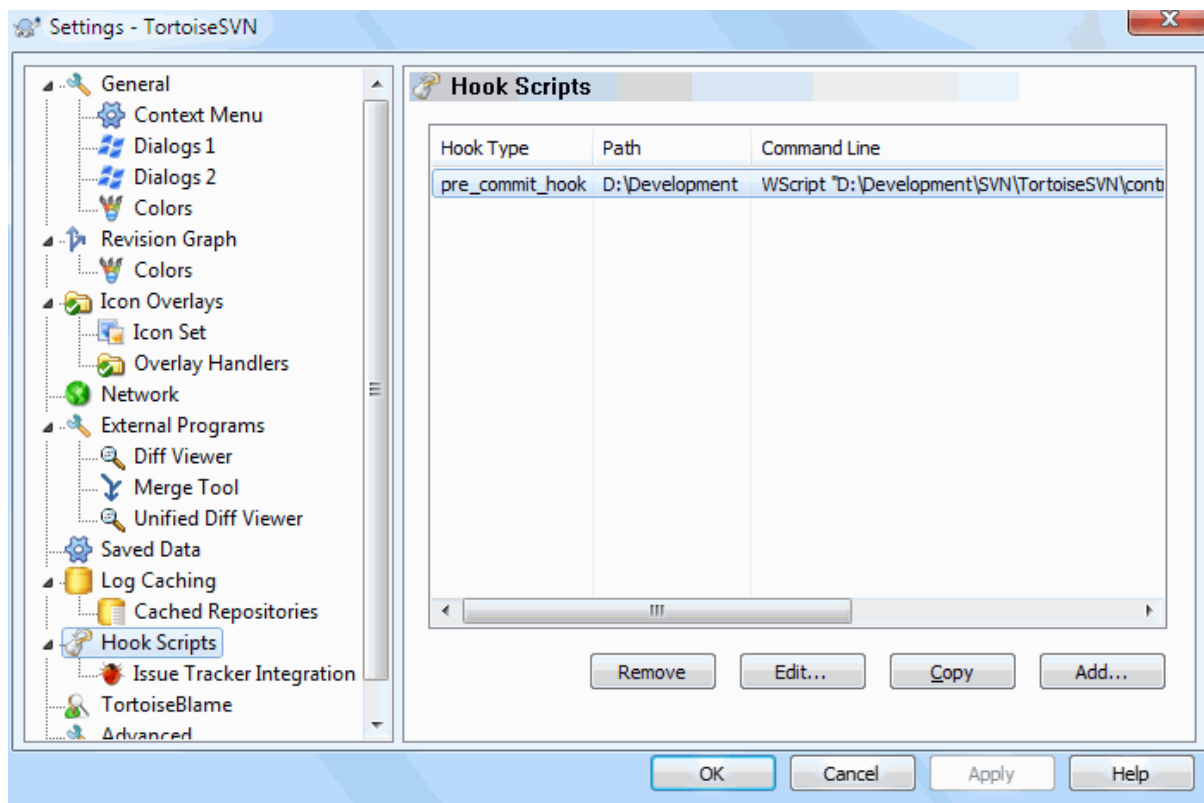 Settings - TortoiseSVN
General
Context Menu
Dialogs 1
Dialogs 2
Colors
Revision Graph
Colors
Icon Overlays
Icon Set
Overlay Handlers
Network
External Programs
Diff Viewer
Merge Tool
Unified Diff Viewer
Saved Data
Log Caching
Cached Repositories
Hook Scripts
Issue Tracker Integration
TortoiseBlame
Advanced
Hook Scripts
Hook Type Path Command Line
pre_commit_hook D:\Development WScript "D:\Development\SVN\TortoiseSVN\contr
Remove Edit... Copy Add...
OK Cancel Apply Help